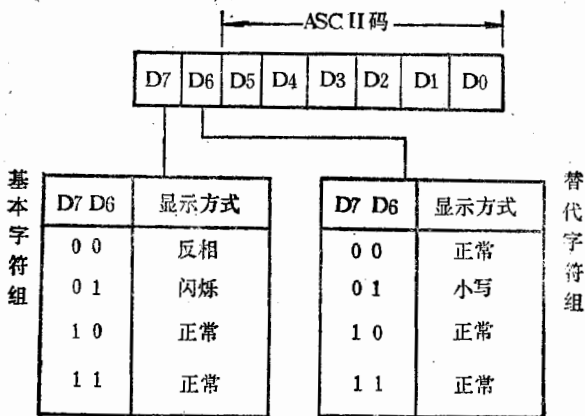 ASC II 码
D7 D6 D5 D4 D3 D2 D1 D0
基本字符组
D7 D6 显示方式
0 0 反相
0 1 闪烁
1 0 正常
1 1 正常
D7 D6 显示方式
0 0 正常
0 1 小写
1 0 正常
1 1 正常
替代字符组